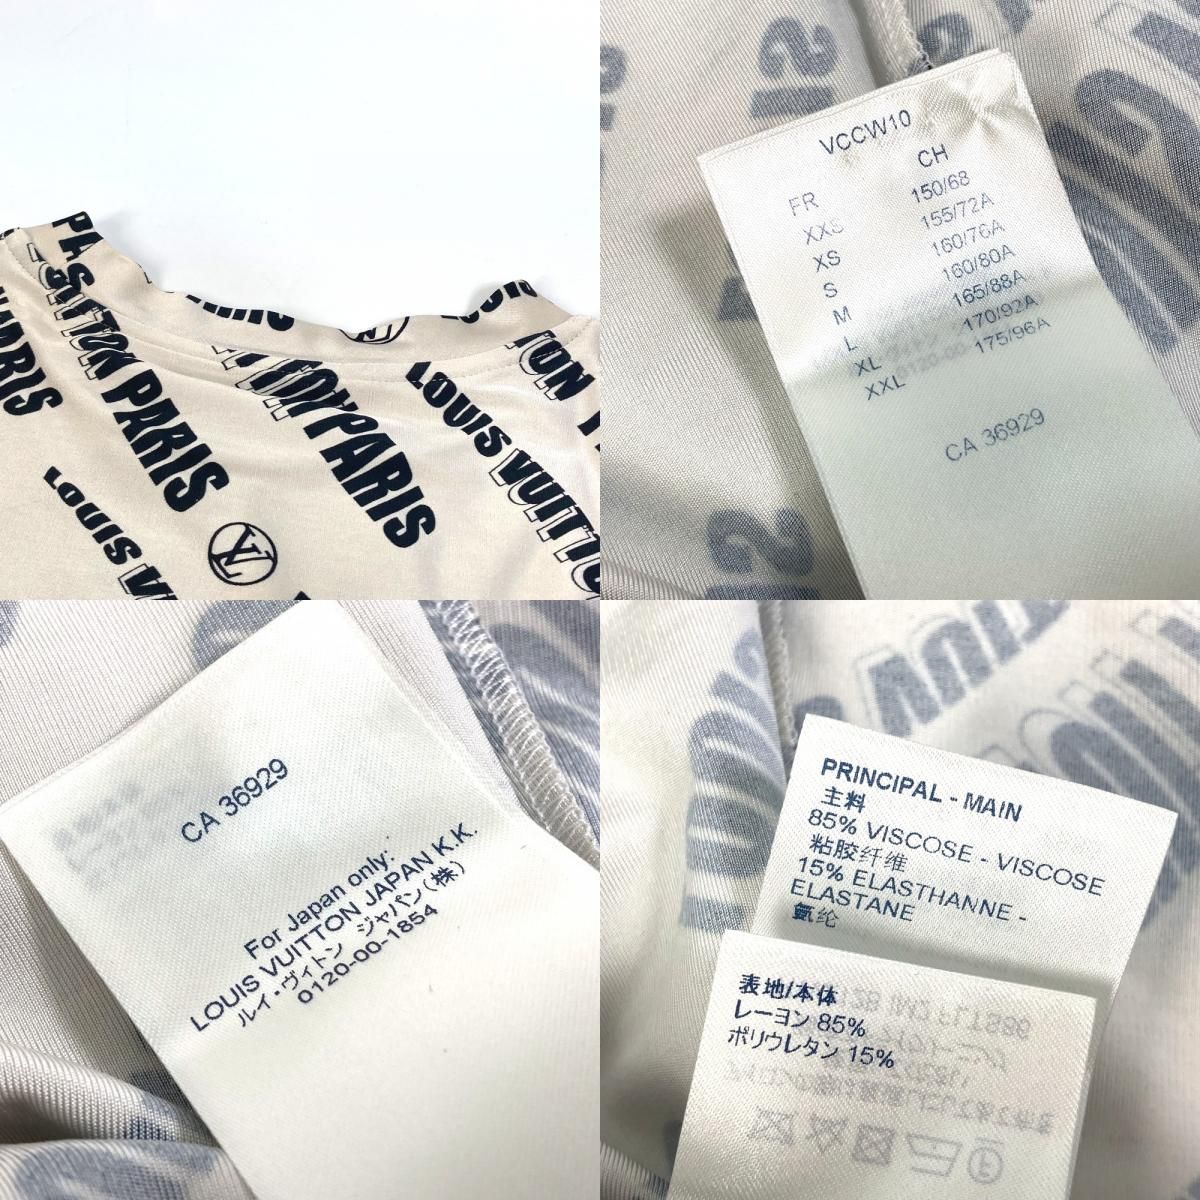 PARIS
TTON PARIS
LOUIS VUITTON
LOUIS
TON
PARIS
LV
VCCW10
FR CH
XXS 150/68
XS 155/72A
S 160/76A
M 160/80A
L 165/88A
XL 170/92A
XXL 175/96A
CA 36929
CA 36929
For Japan only:
LOUIS VUITTON JAPAN K.K.
ルイ・ヴィトン ジャパン(株)
0120-00-1854
PRINCIPAL - MAIN
主料
85% VISCOSE - VISCOSE
粘胶纤维
15% ELASTHANNE -
ELASTANE
氨纶
表地/本体
レーヨン 85%
ポリウレタン 15%